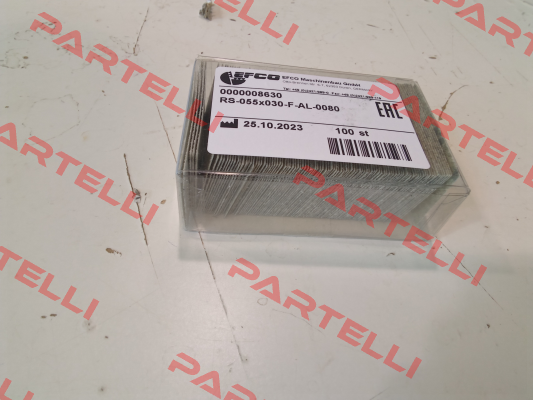 EFCO
EFCO Maschinenbau GmbH
0000008630
RS-055x030-F-AL-0080
EAC
25.10.2023
100 st
PARTELLI
PARTELLI
PARTELLI
PARTELLI
PARTELLI
PARTELLI